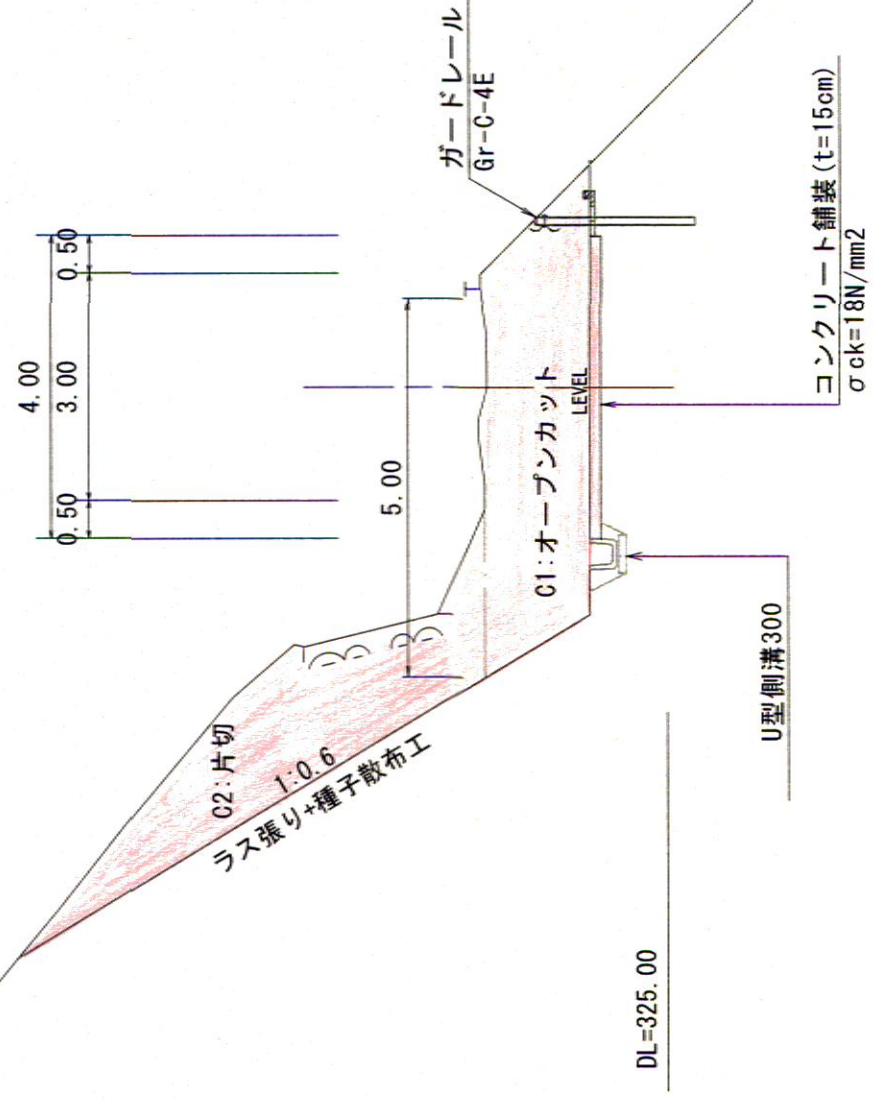 4.00
0.50
3.00
0.50
ガードレール
Gr-C-4E
5.00
C2:片切
1:0.6
ラス張り+種子散布工
C1:オープンカット
LEVEL
コンクリート舗装(t=15cm)
σck=18N/mm2
U型側溝300
DL=325.00